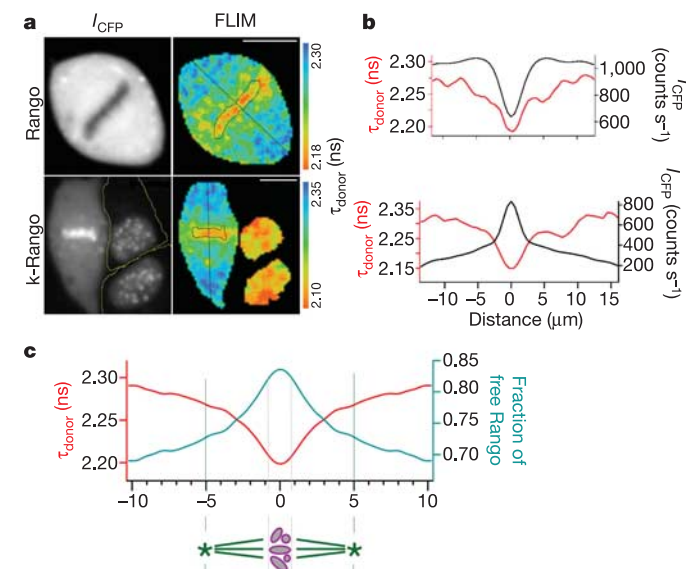 a
I_CFP FLIM
Rango
2.30
2.18
k-Rango
2.35
2.10
τ_donor (ns)
b
2.30
2.25
2.20
τ_donor (ns)
1,000
800
600
I_CFP
(counts s⁻¹)
2.35
2.25
2.15
τ_donor (ns)
800
600
400
200
I_CFP
(counts s⁻¹)
−10 −5 0 5 10 15
Distance (μm)
c
2.30
2.25
2.20
τ_donor (ns)
0.85
0.80
0.75
0.70
Fraction of
free Rango
−10 −5 0 5 10